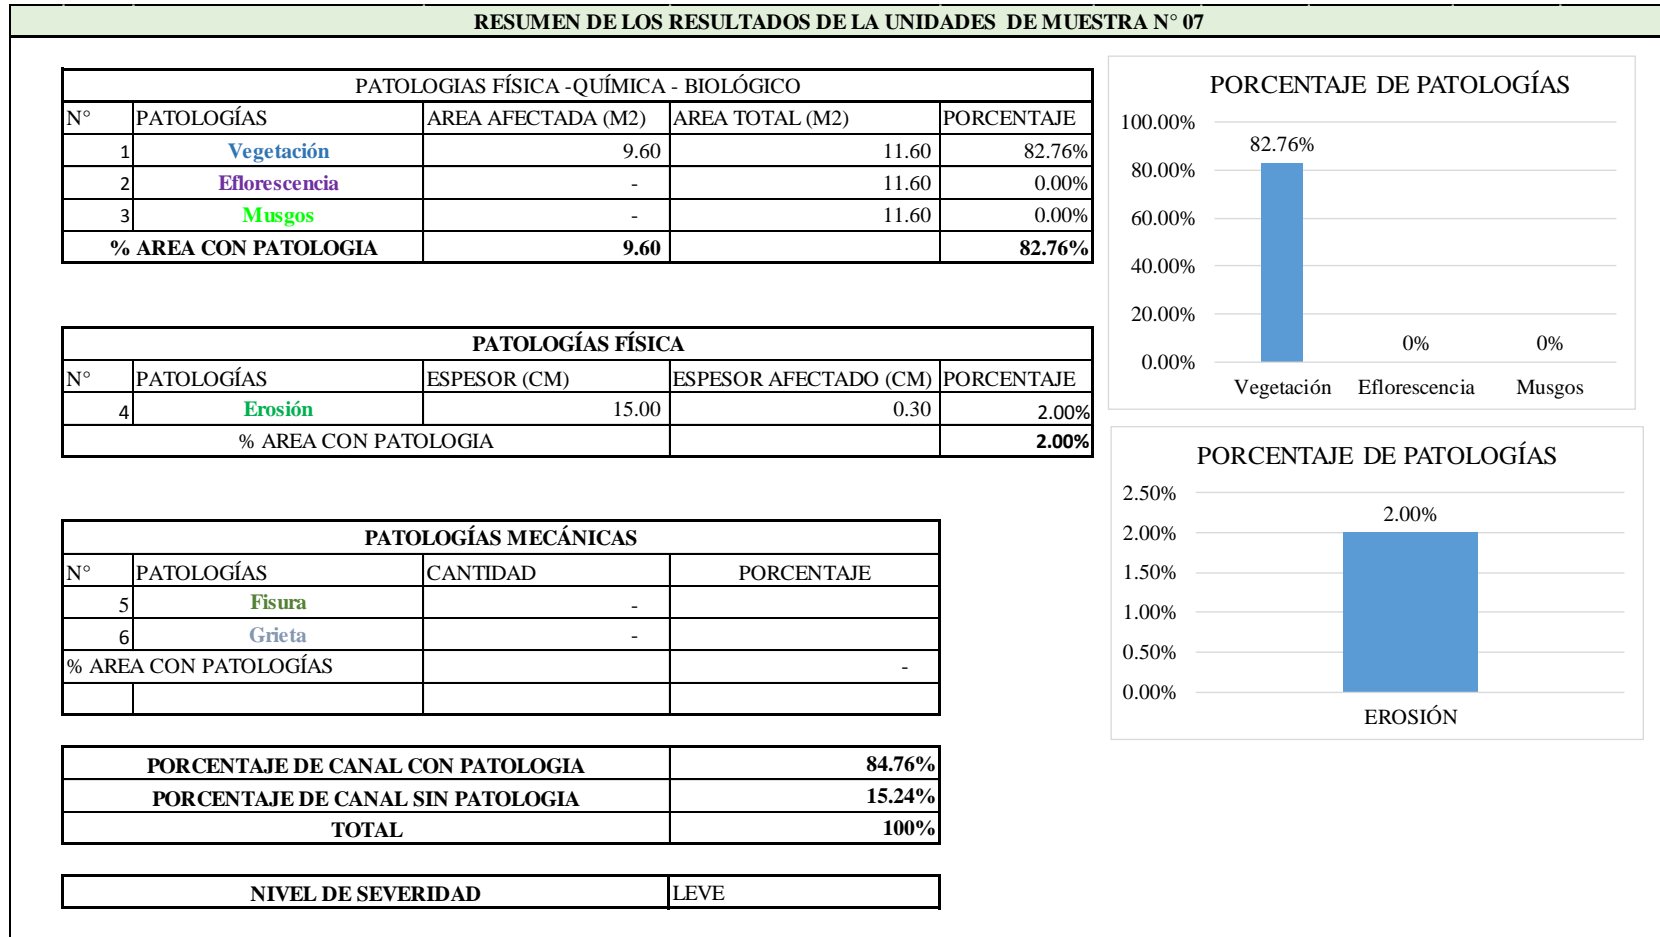 RESUMEN DE LOS RESULTADOS DE LA UNIDADES DE MUESTRA N° 07
PATOLOGIAS FÍSICA -QUÍMICA - BIOLÓGICO
N° PATOLOGÍAS AREA AFECTADA (M2) AREA TOTAL (M2) PORCENTAJE
1 Vegetación 9.60 11.60 82.76%
2 Eflorescencia - 11.60 0.00%
3 Musgos - 11.60 0.00%
% AREA CON PATOLOGIA 9.60 82.76%
PATOLOGÍAS FÍSICA
N° PATOLOGÍAS ESPESOR (CM) ESPESOR AFECTADO (CM) PORCENTAJE
4 Erosión 15.00 0.30 2.00%
% AREA CON PATOLOGIA 2.00%
PATOLOGÍAS MECÁNICAS
N° PATOLOGÍAS CANTIDAD PORCENTAJE
5 Fisura -
6 Grieta -
% AREA CON PATOLOGÍAS -
PORCENTAJE DE CANAL CON PATOLOGIA 84.76%
PORCENTAJE DE CANAL SIN PATOLOGIA 15.24%
TOTAL 100%
NIVEL DE SEVERIDAD LEVE
PORCENTAJE DE PATOLOGÍAS
100.00%
82.76%
80.00%
60.00%
40.00%
20.00%
0% 0%
0.00%
Vegetación Eflorescencia Musgos
PORCENTAJE DE PATOLOGÍAS
2.50%
2.00%
2.00%
1.50%
1.00%
0.50%
0.00%
EROSIÓN